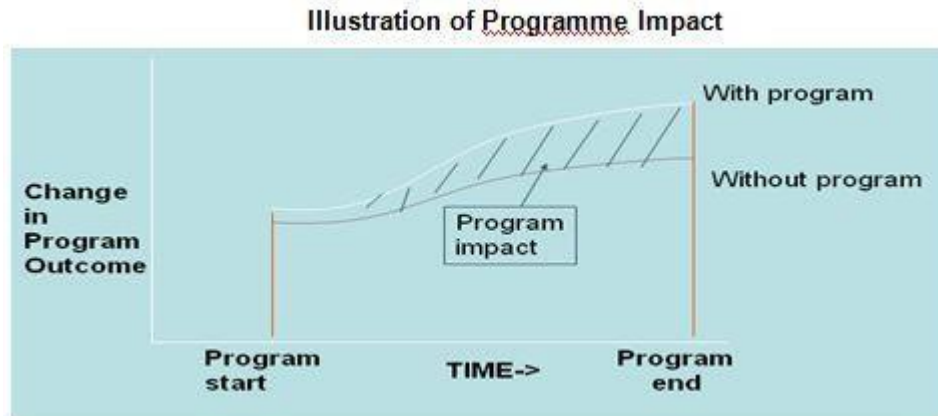 Illustration of Programme Impact
With program
Without program
Change
in
Program
Outcome
Program
impact
Program
start
TIME->
Program
end